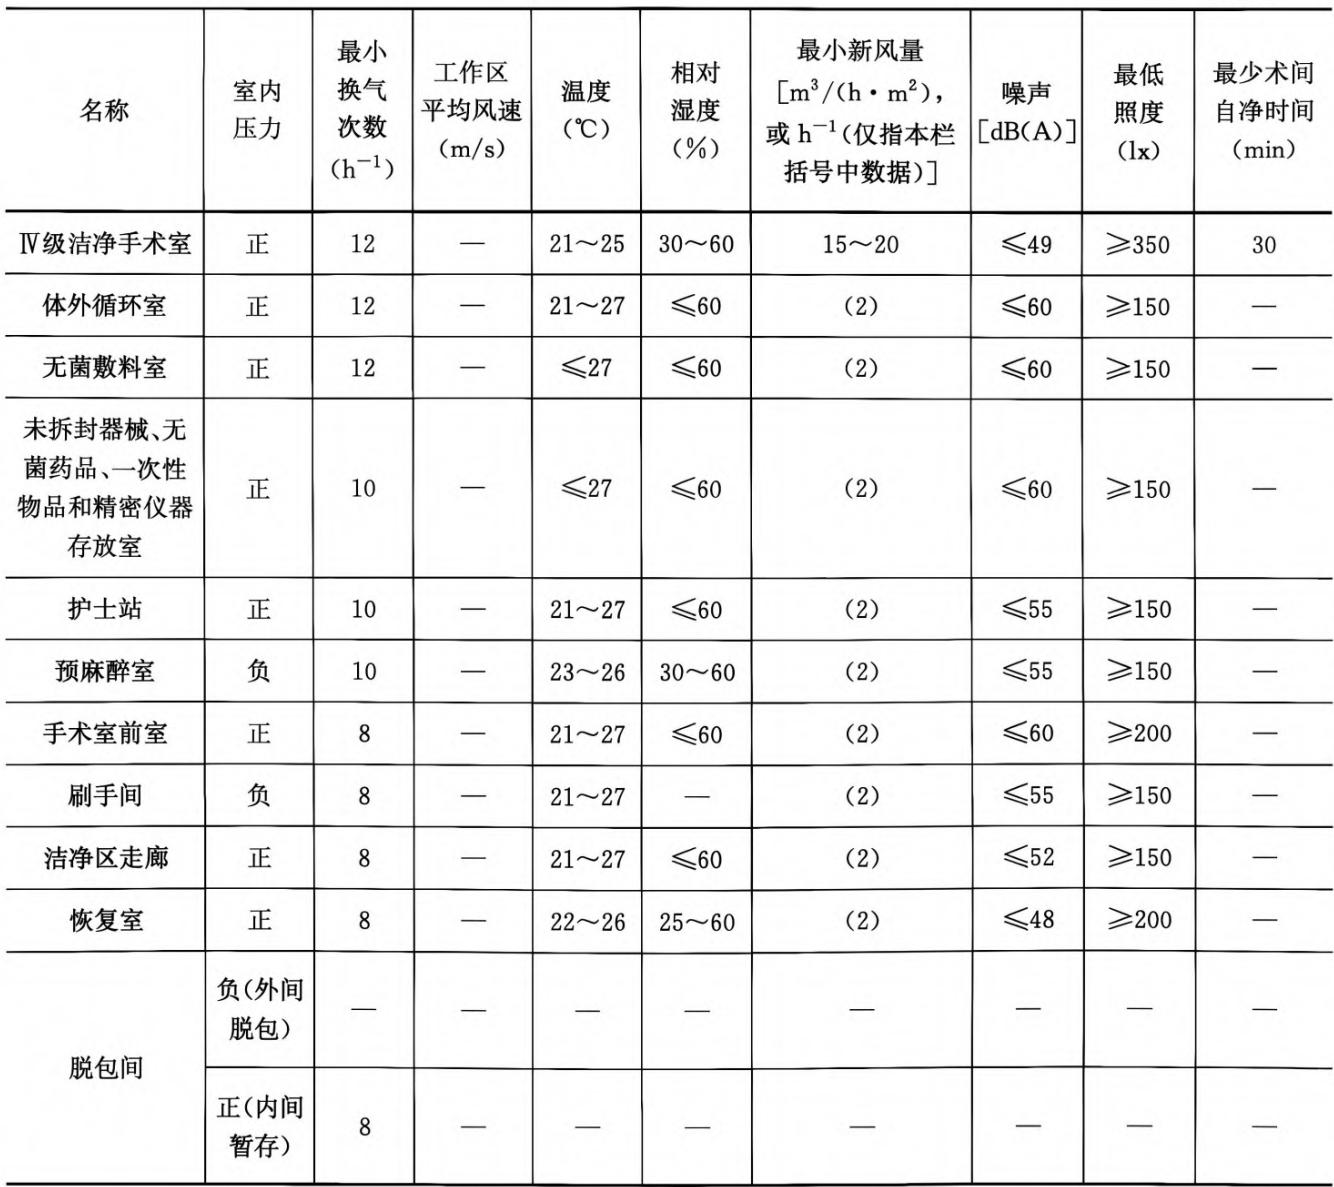 名称 室内压力 最小换气次数(h⁻¹) 工作区平均风速(m/s) 温度(℃) 相对湿度(%) 最小新风量[m³/(h·m²),或 h⁻¹(仅指本栏括号中数据)] 噪声[dB(A)] 最低照度(lx) 最少术间自净时间(min)
Ⅳ级洁净手术室 正 12 — 21～25 30～60 15～20 ≤49 ≥350 30
体外循环室 正 12 — 21～27 ≤60 (2) ≤60 ≥150 —
无菌敷料室 正 12 — ≤27 ≤60 (2) ≤60 ≥150 —
未拆封器械、无菌药品、一次性物品和精密仪器存放室 正 10 — ≤27 ≤60 (2) ≤60 ≥150 —
护士站 正 10 — 21～27 ≤60 (2) ≤55 ≥150 —
预麻醉室 负 10 — 23～26 30～60 (2) ≤55 ≥150 —
手术室前室 正 8 — 21～27 ≤60 (2) ≤60 ≥200 —
刷手间 负 8 — 21～27 — (2) ≤55 ≥150 —
洁净区走廊 正 8 — 21～27 ≤60 (2) ≤52 ≥150 —
恢复室 正 8 — 22～26 25～60 (2) ≤48 ≥200 —
脱包间 负(外间脱包) — — — — — — — —
正(内间暂存) 8 — — — — — — —